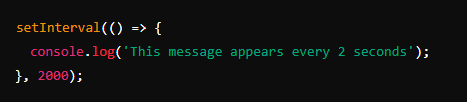 setInterval(() => {
  console.log('This message appears every 2 seconds');
}, 2000);